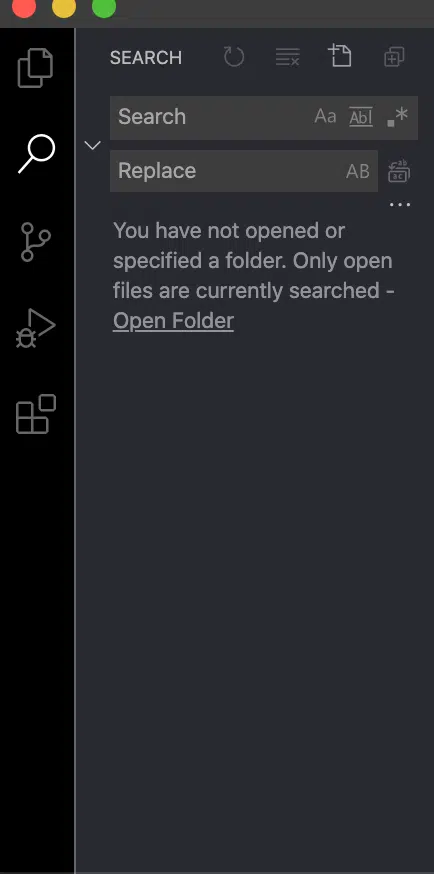 SEARCH
Search Aa Abl .*
Replace AB
You have not opened or
specified a folder. Only open
files are currently searched -
Open Folder